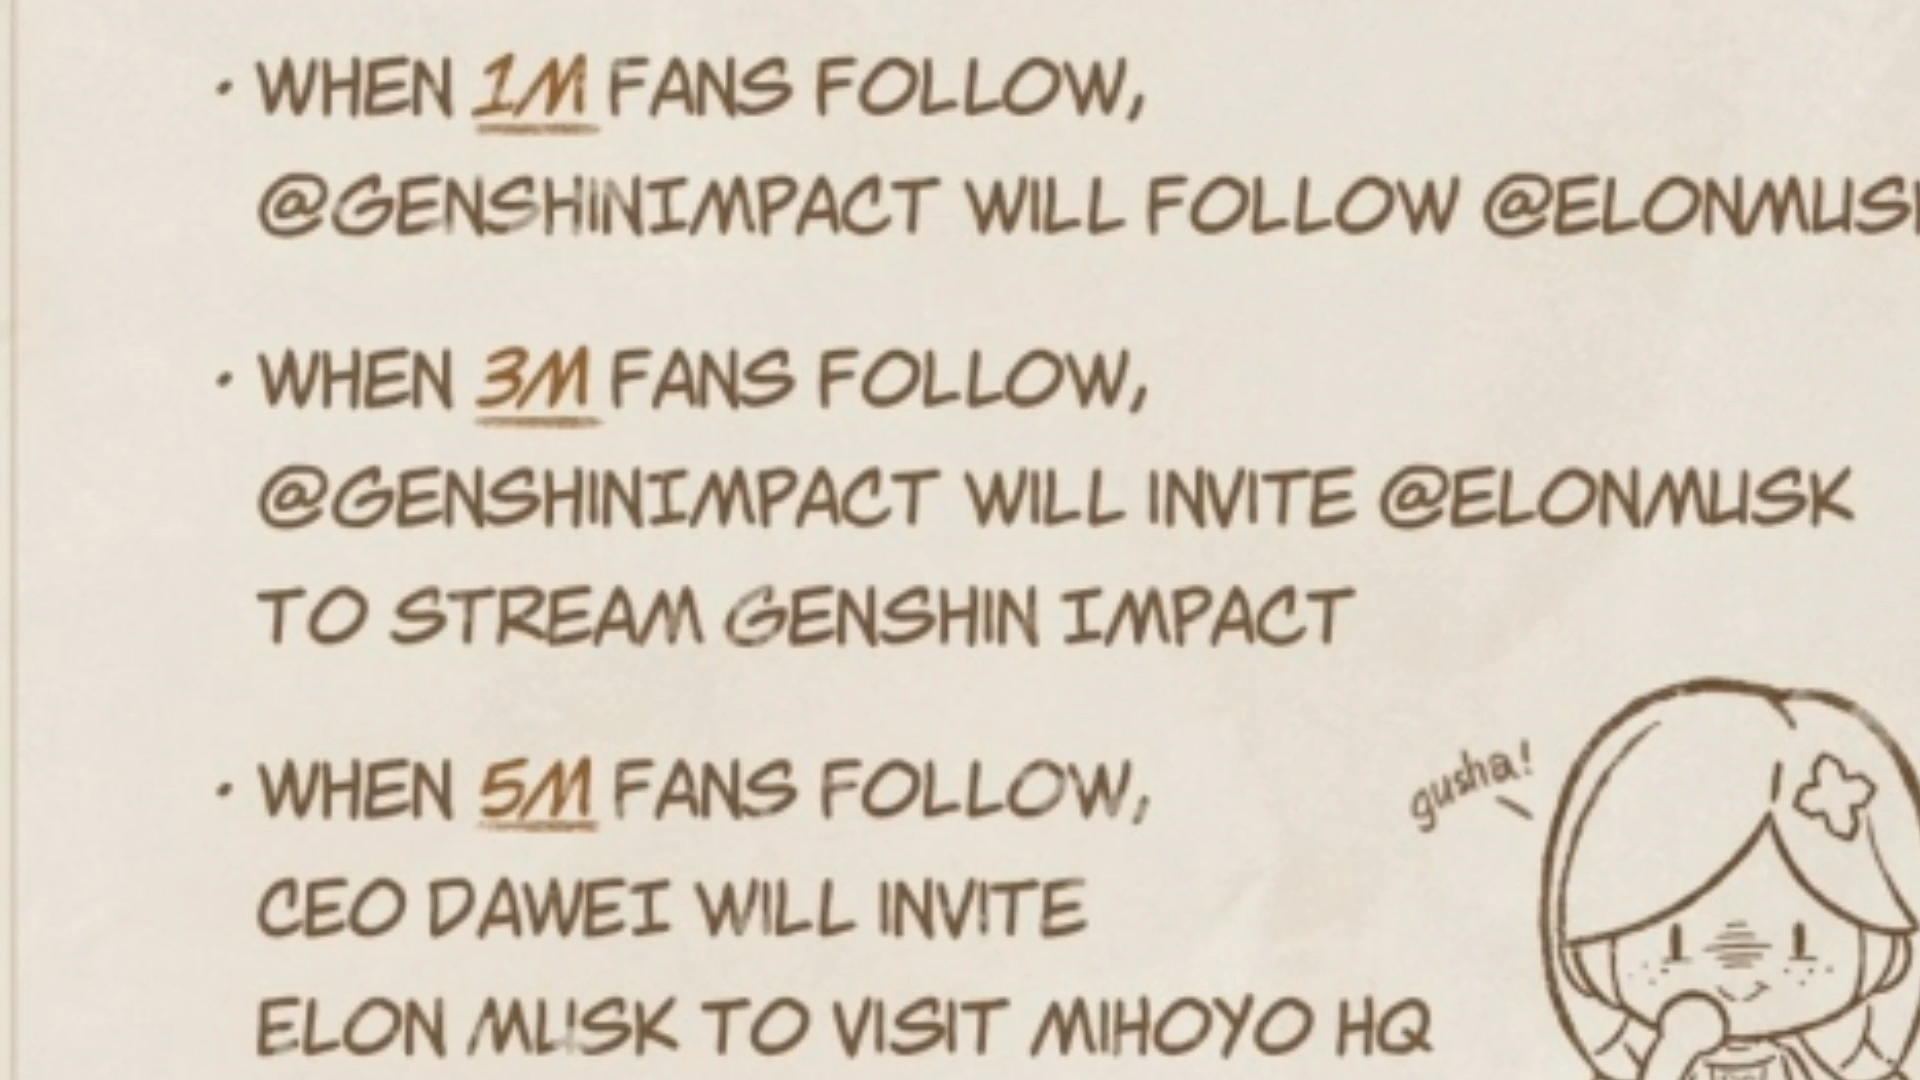 · WHEN 1M FANS FOLLOW,
@GENSHINIMPACT WILL FOLLOW
· WHEN 3M FANS FOLLOW,
@GENSHINIMPACT WILL INVITE @ELONMUSK
TO STREAM GENSHIN IMPACT
gusha!
· WHEN 5M FANS FOLLOW,
CEO DAWEI WILL INVITE
ELON MUSK TO VISIT MIHOYO HQ